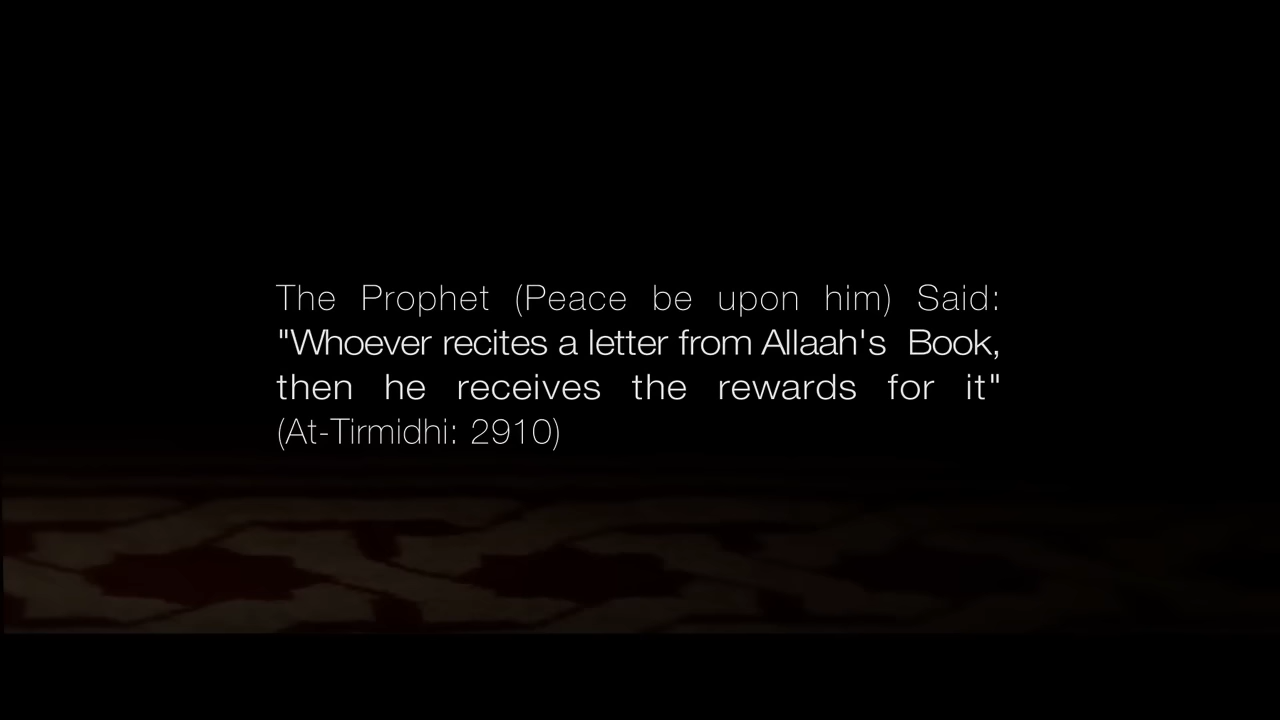 The Prophet (Peace be upon him) Said:
"Whoever recites a letter from Allaah's Book,
then he receives the rewards for it"
(At-Tirmidhi: 2910)